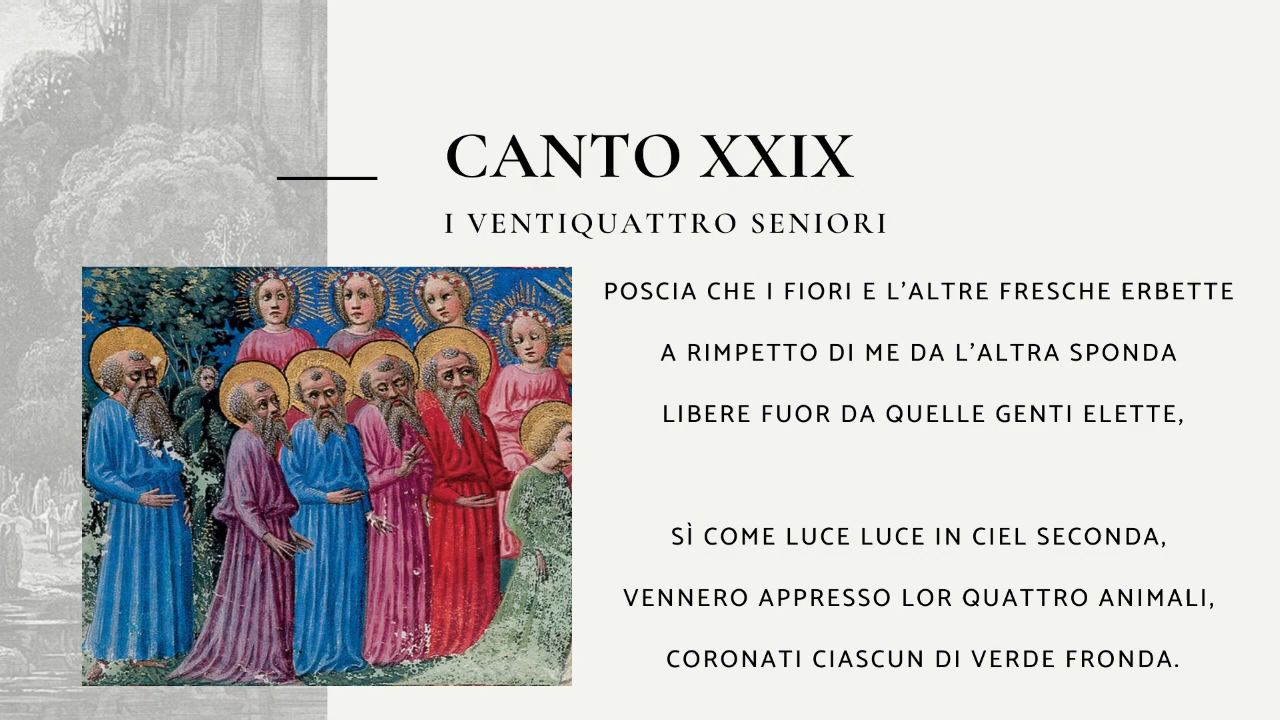 CANTO XXIX
I VENTIQUATTRO SENIORI
POSCIA CHE I FIORI E L'ALTRE FRESCHE ERBETTE
A RIMPETTO DI ME DA L'ALTRA SPONDA
LIBERE FUOR DA QUELLE GENTI ELETTE,
SÌ COME LUCE LUCE IN CIEL SECONDA,
VENNERO APPRESSO LOR QUATTRO ANIMALI,
CORONATI CIASCUN DI VERDE FRONDA.